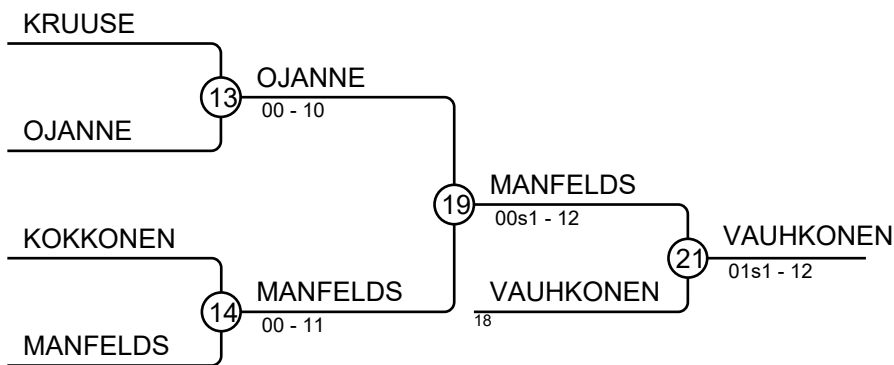 KRUUSE
13
OJANNE
00 - 10
OJANNE
19
MANFELDS
00s1 - 12
KOKKONEN
14
MANFELDS
00 - 11
MANFELDS
VAUHKONEN
18
21
VAUHKONEN
01s1 - 12